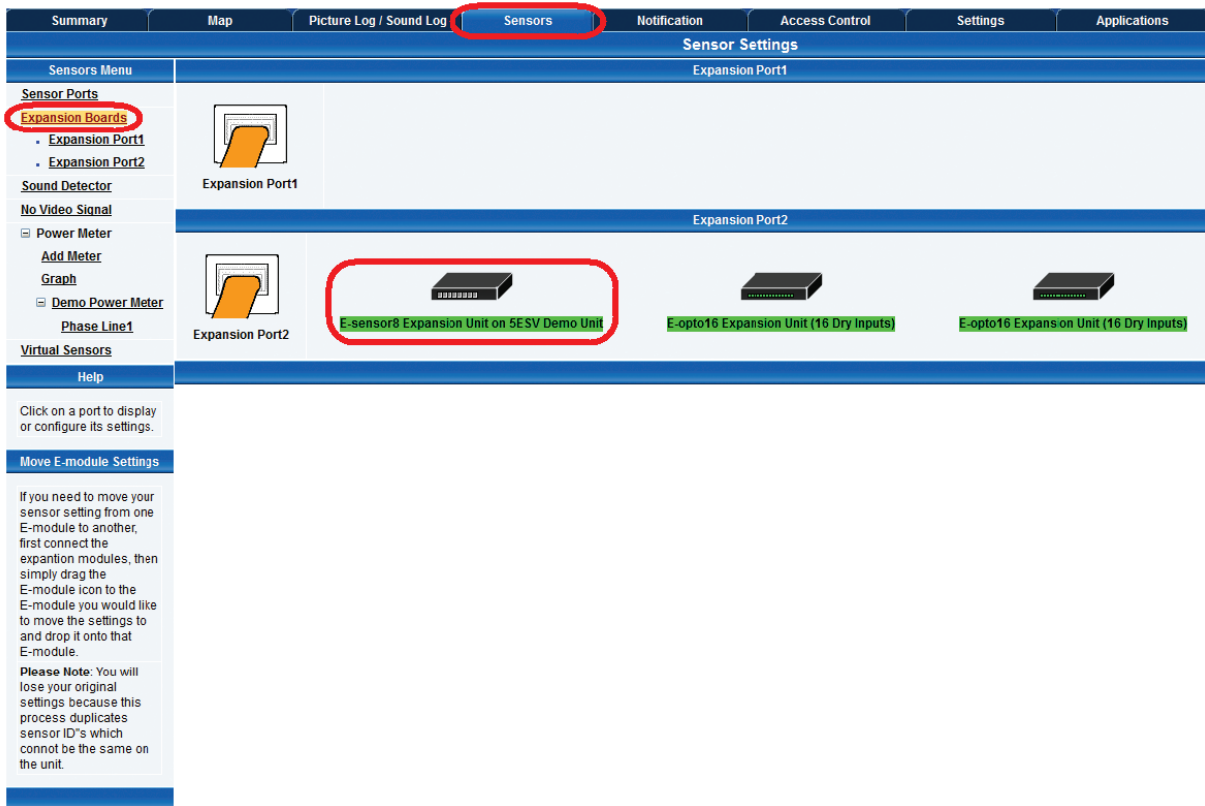 Summary
Map
Picture Log / Sound Log
Sensors
Notification
Access Control
Settings
Applications
Sensor Settings
Sensors Menu
Sensor Ports
Expansion Boards
Expansion Port1
Expansion Port2
Sound Detector
No Video Signal
Power Meter
Add Meter
Graph
Demo Power Meter
Phase Line1
Virtual Sensors
Help
Click on a port to display
or configure its settings.
Move E-module Settings
If you need to move your
sensor setting from one
E-module to another,
first connect the
expantion modules, then
simply drag the
E-module icon to the
E-module you would like
to move the settings to
and drop it onto that
E-module.
Please Note: You will
lose your original
settings because this
process duplicates
sensor ID"s which
connot be the same on
the unit.
Expansion Port1
Expansion Port1
Expansion Port2
Expansion Port2
E-sensor8 Expansion Unit on 5ESV Demo Unit
E-opto16 Expansion Unit (16 Dry Inputs)
E-opto16 Expansion Unit (16 Dry Inputs)